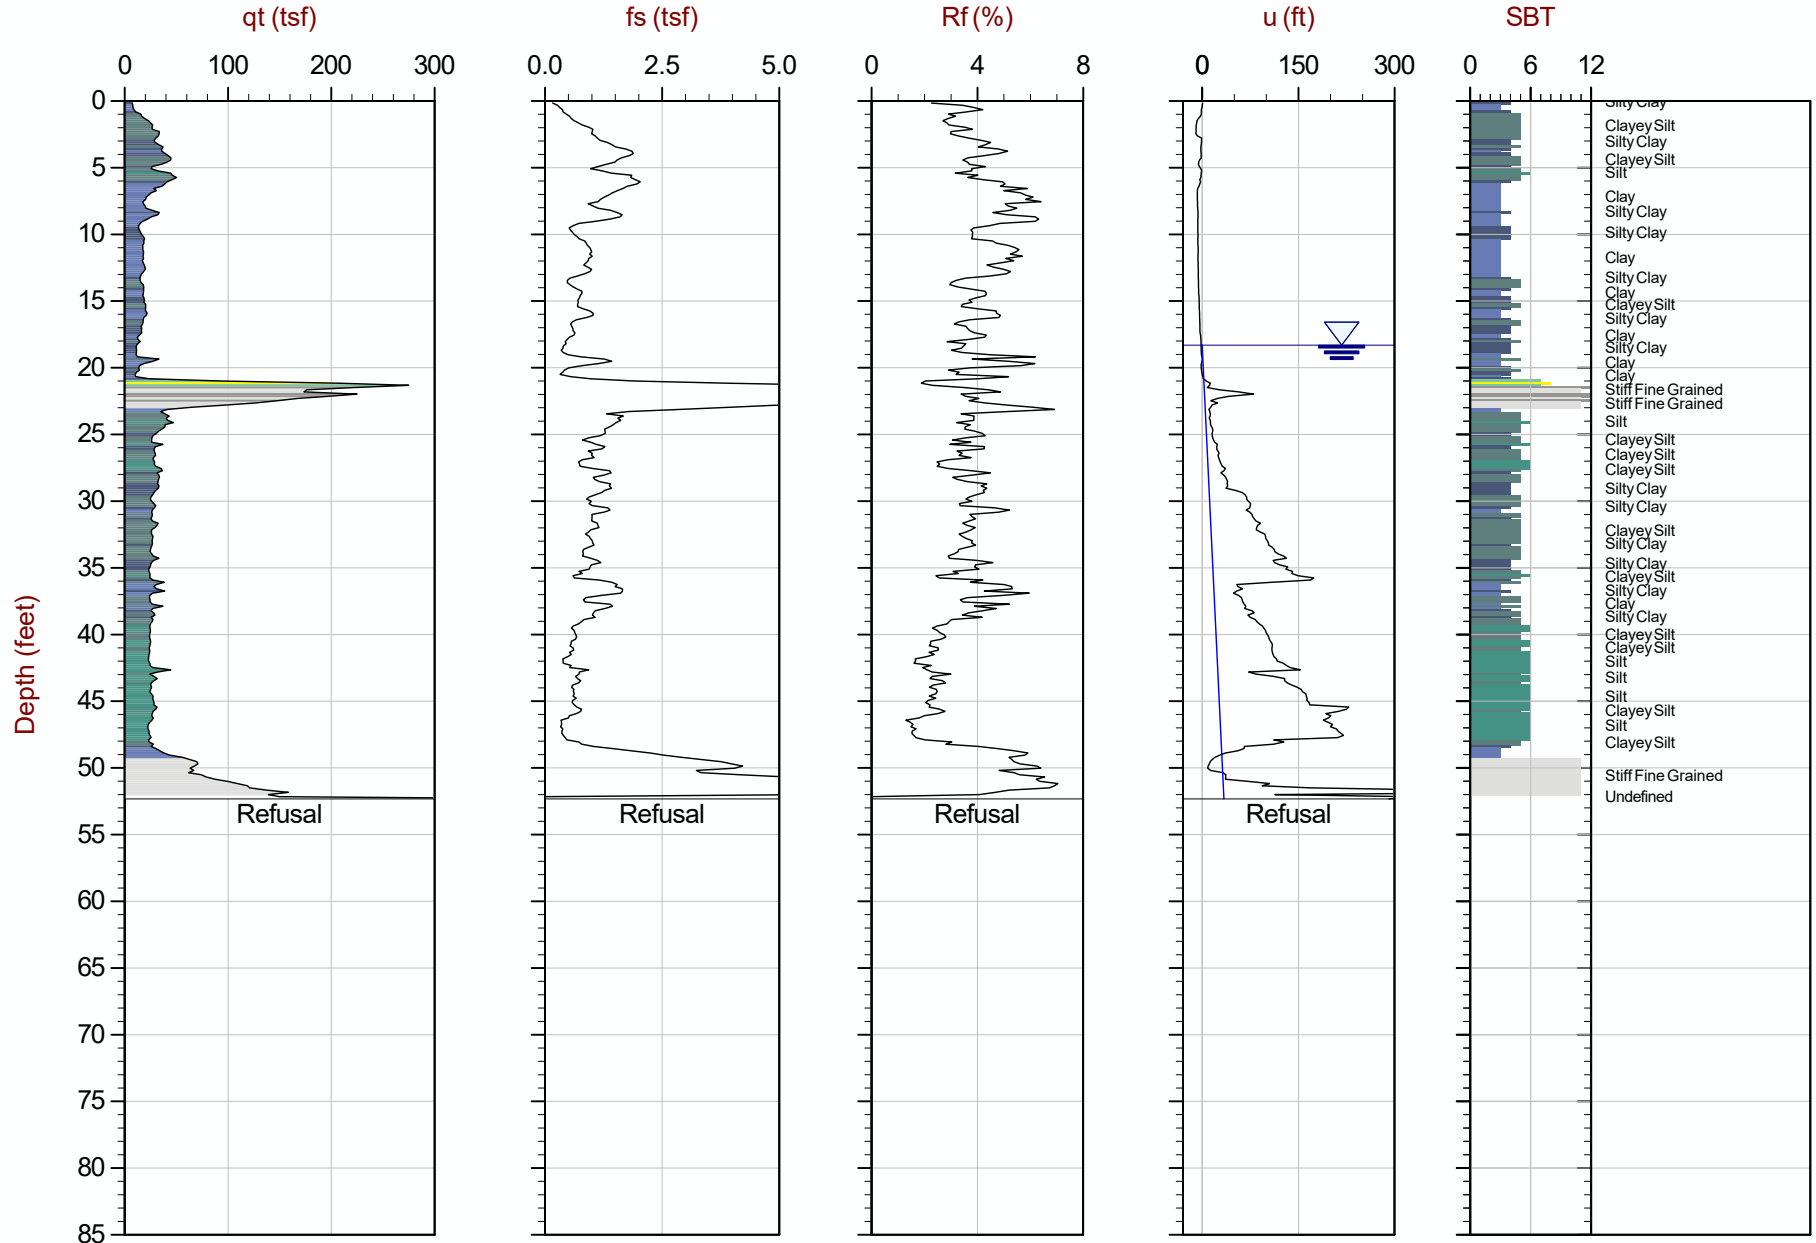 qt (tsf) fs (tsf) Rf (%) u (ft) SBT
0 100 200 300 0.0 2.5 5.0 0 4 8 0 150 300 0 6 12
0
5
10
15
20
25
30
35
40
45
50
55
60
65
70
75
80
85
Depth (feet)
Silty Clay
Clayey Silt
Silty Clay
Clayey Silt
Silt
Clay
Silty Clay
Silty Clay
Clay
Silty Clay
Clay
Clayey Silt
Silty Clay
Clay
Silty Clay
Clay
Clay
Stiff Fine Grained
Stiff Fine Grained
Silt
Clayey Silt
Clayey Silt
Clayey Silt
Silty Clay
Silty Clay
Clayey Silt
Silty Clay
Silty Clay
Clayey Silt
Silty Clay
Clay
Silty Clay
Clayey Silt
Clayey Silt
Silt
Silt
Silt
Clayey Silt
Silt
Clayey Silt
Stiff Fine Grained
Undefined
Refusal Refusal Refusal Refusal